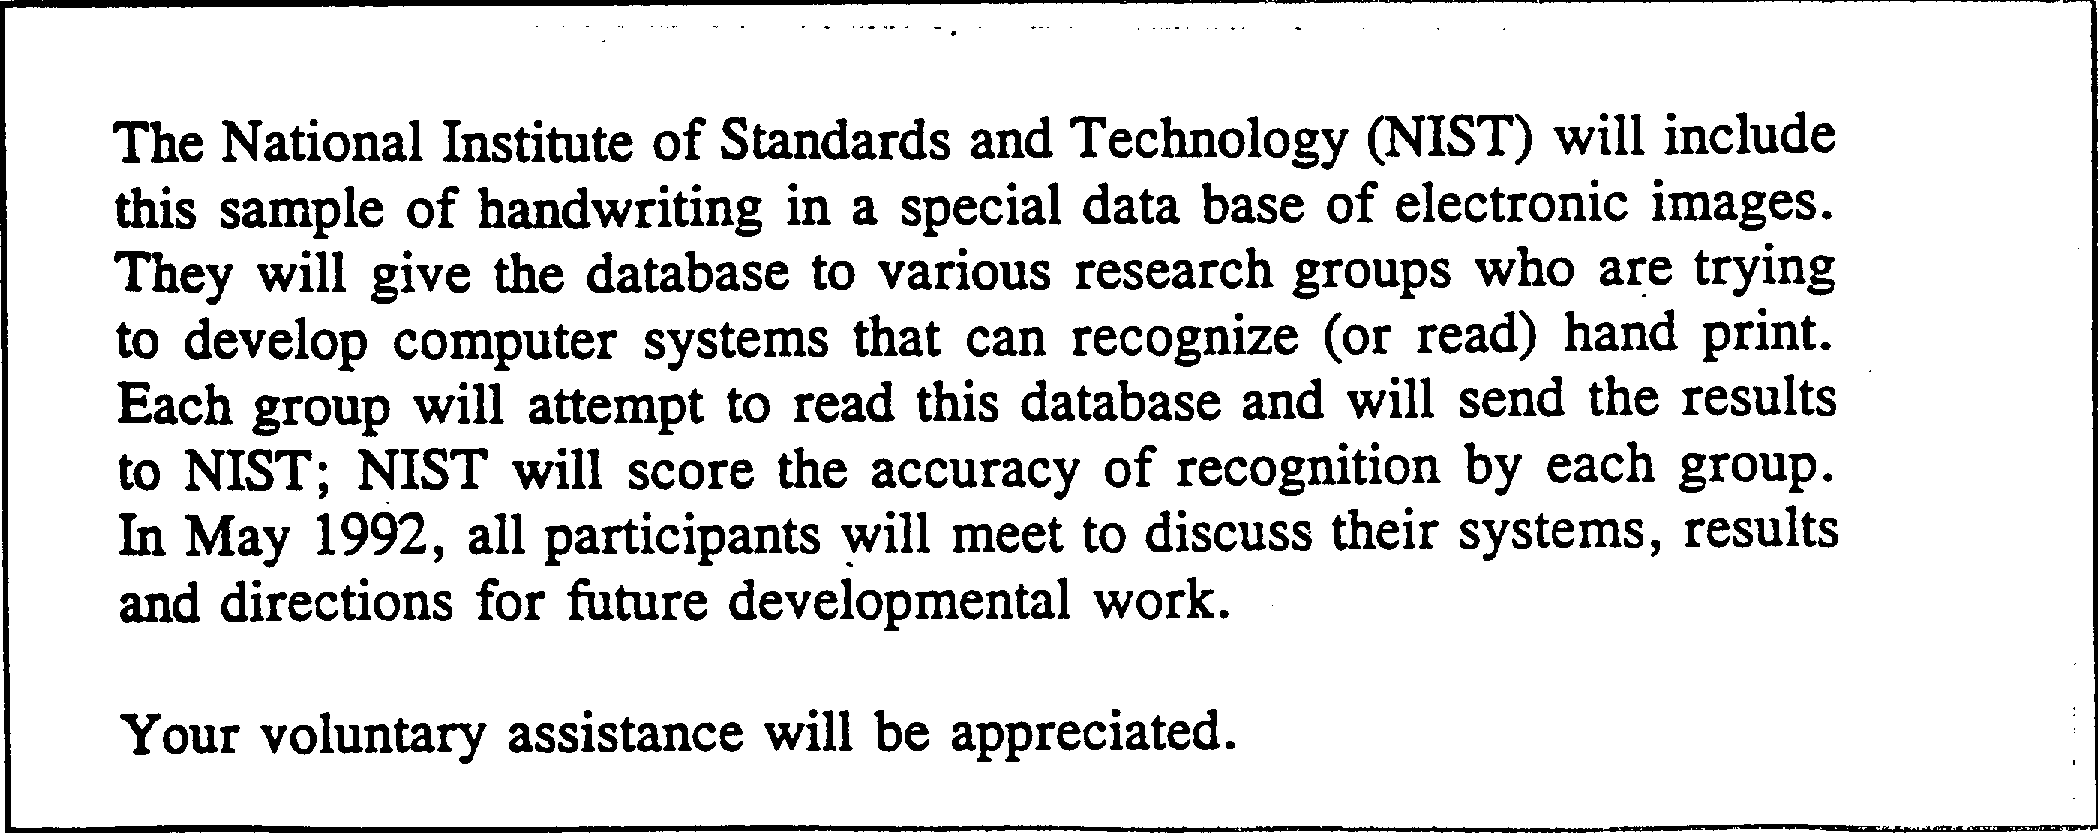 The National Institute of Standards and Technology (NIST) will include
this sample of handwriting in a special data base of electronic images.
They will give the database to various research groups who are trying
to develop computer systems that can recognize (or read) hand print.
Each group will attempt to read this database and will send the results
to NIST; NIST will score the accuracy of recognition by each group.
In May 1992, all participants will meet to discuss their systems, results
and directions for future developmental work.
Your voluntary assistance will be appreciated.